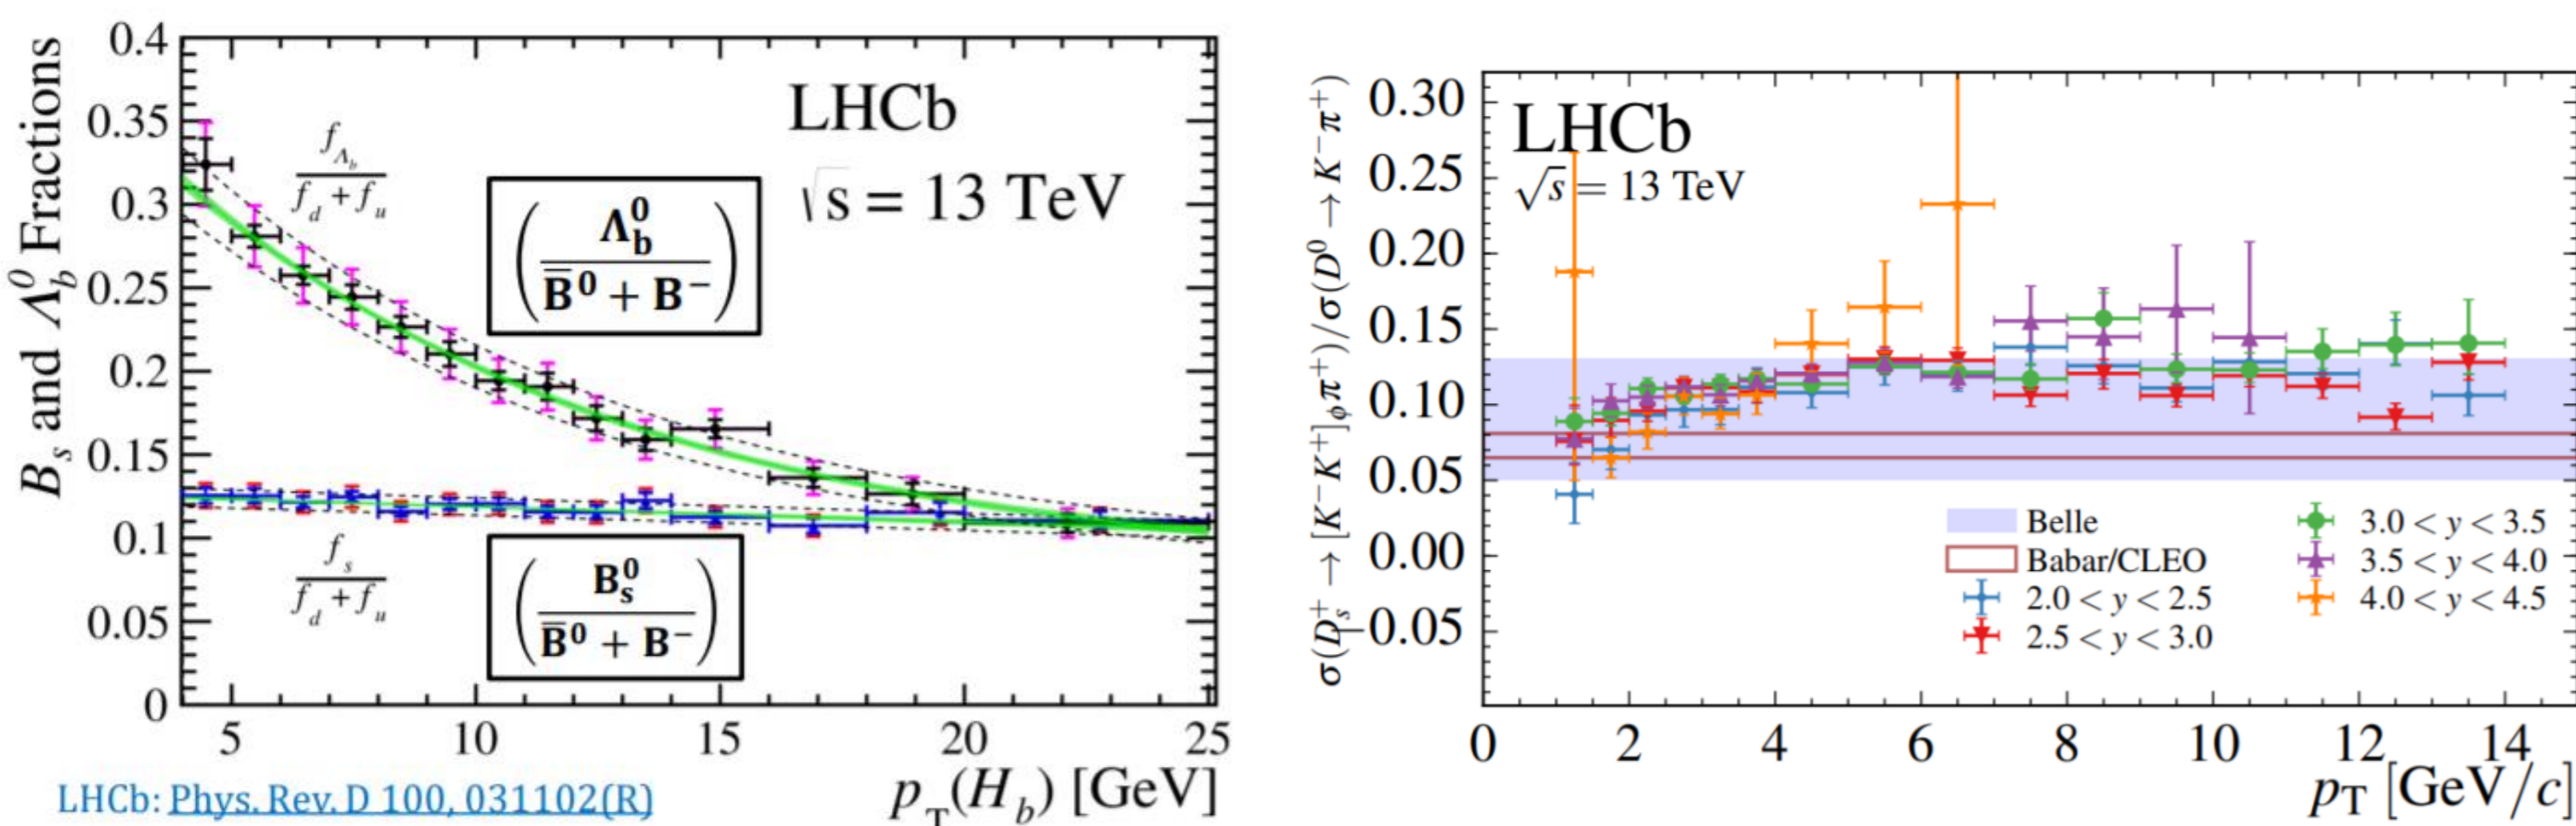 0.4
0.35
0.3
0.25
0.2
0.15
0.1
0.05
0
B_s and Λ_b^0 Fractions
f_{Λ_b}
f_d + f_u
LHCb
√s = 13 TeV
Λ_b^0
B̅^0 + B^−
f_s
f_d + f_u
B_s^0
B̅^0 + B^−
5 10 15 20 25
p_T(H_b) [GeV]
LHCb: Phys. Rev. D 100, 031102(R)
σ(D_s^+ → [K^−K^+]_ϕ π^+)/σ(D^0 → K^−π^+)
0.30
0.25
0.20
0.15
0.10
0.05
0.00
−0.05
LHCb
√s = 13 TeV
Belle
Babar/CLEO
2.0 < y < 2.5
2.5 < y < 3.0
3.0 < y < 3.5
3.5 < y < 4.0
4.0 < y < 4.5
0 2 4 6 8 10 12 14
p_T [GeV/c]